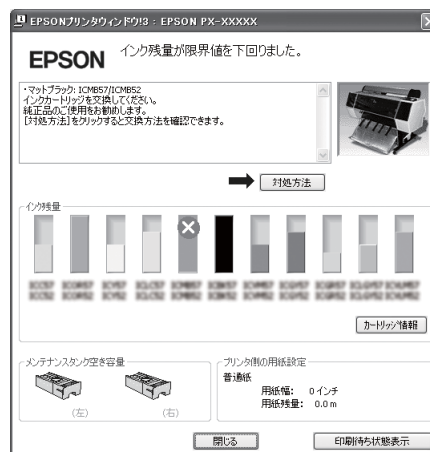 EPSONプリンタウィンドウ!3 : EPSON PX-XXXXX
EPSON
インク残量が限界値を下回りました。
・マットブラック: ICMB57/ICMB52
インクカートリッジを交換してください。
純正品のご使用をお勧めします。
[対処方法]をクリックすると交換方法を確認できます。
対処方法
インク残量
カートリッジ情報
メンテナンスタンク空き容量
(左)
(右)
プリンタ側の用紙設定
普通紙
用紙幅: 0 インチ
用紙残量: 0.0 m
閉じる
印刷待ち状態表示